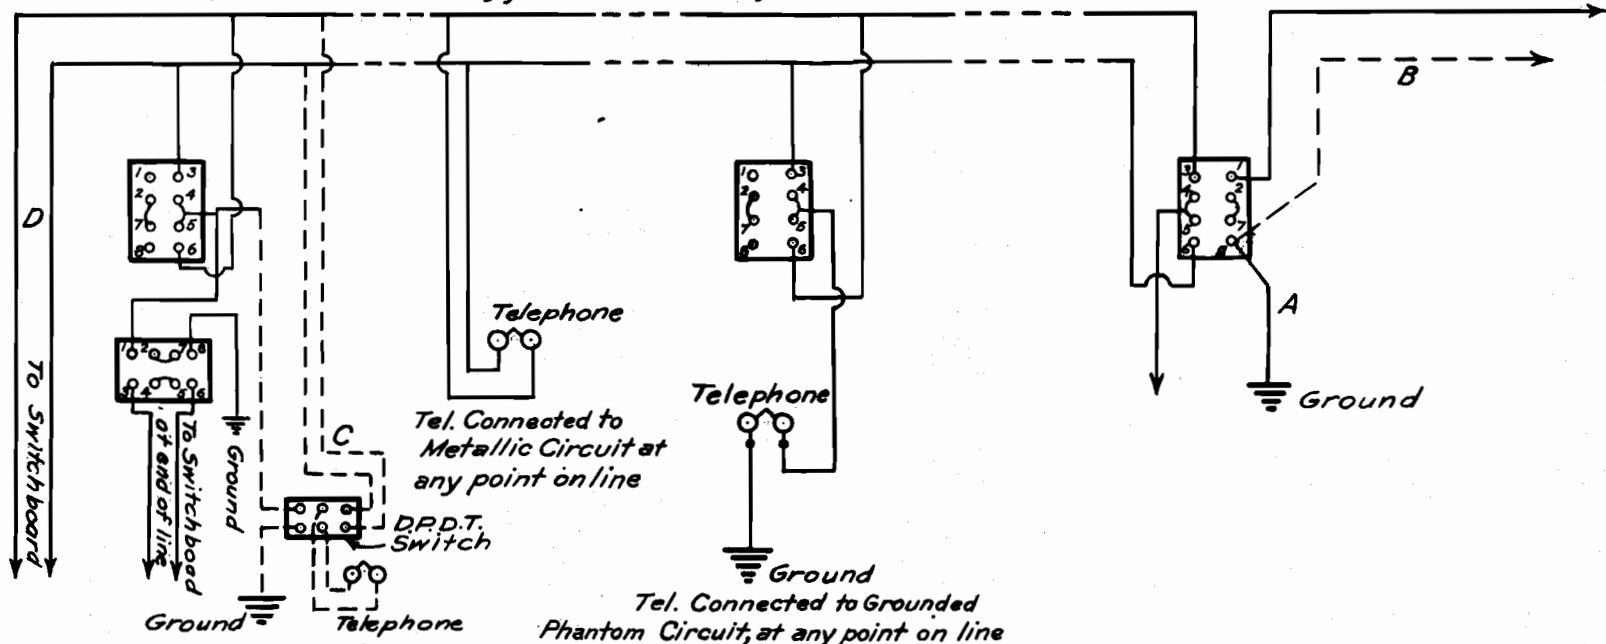 B
D
1 3
2 4
7 5
8 6
1 3
2 4
7 5
8 6
3 1
4 2
5 7
6 8
A
Ground
Telephone
1 2 7 8
3 4 5 6
To Switchboard
To Switchboad
at end of line
Ground
C
Tel. Connected to
Metallic Circuit at
any point on line
Telephone
D.P.D.T.
Switch
Ground
Telephone
Ground
Tel. Connected to Grounded
Phantom Circuit, at any point on line